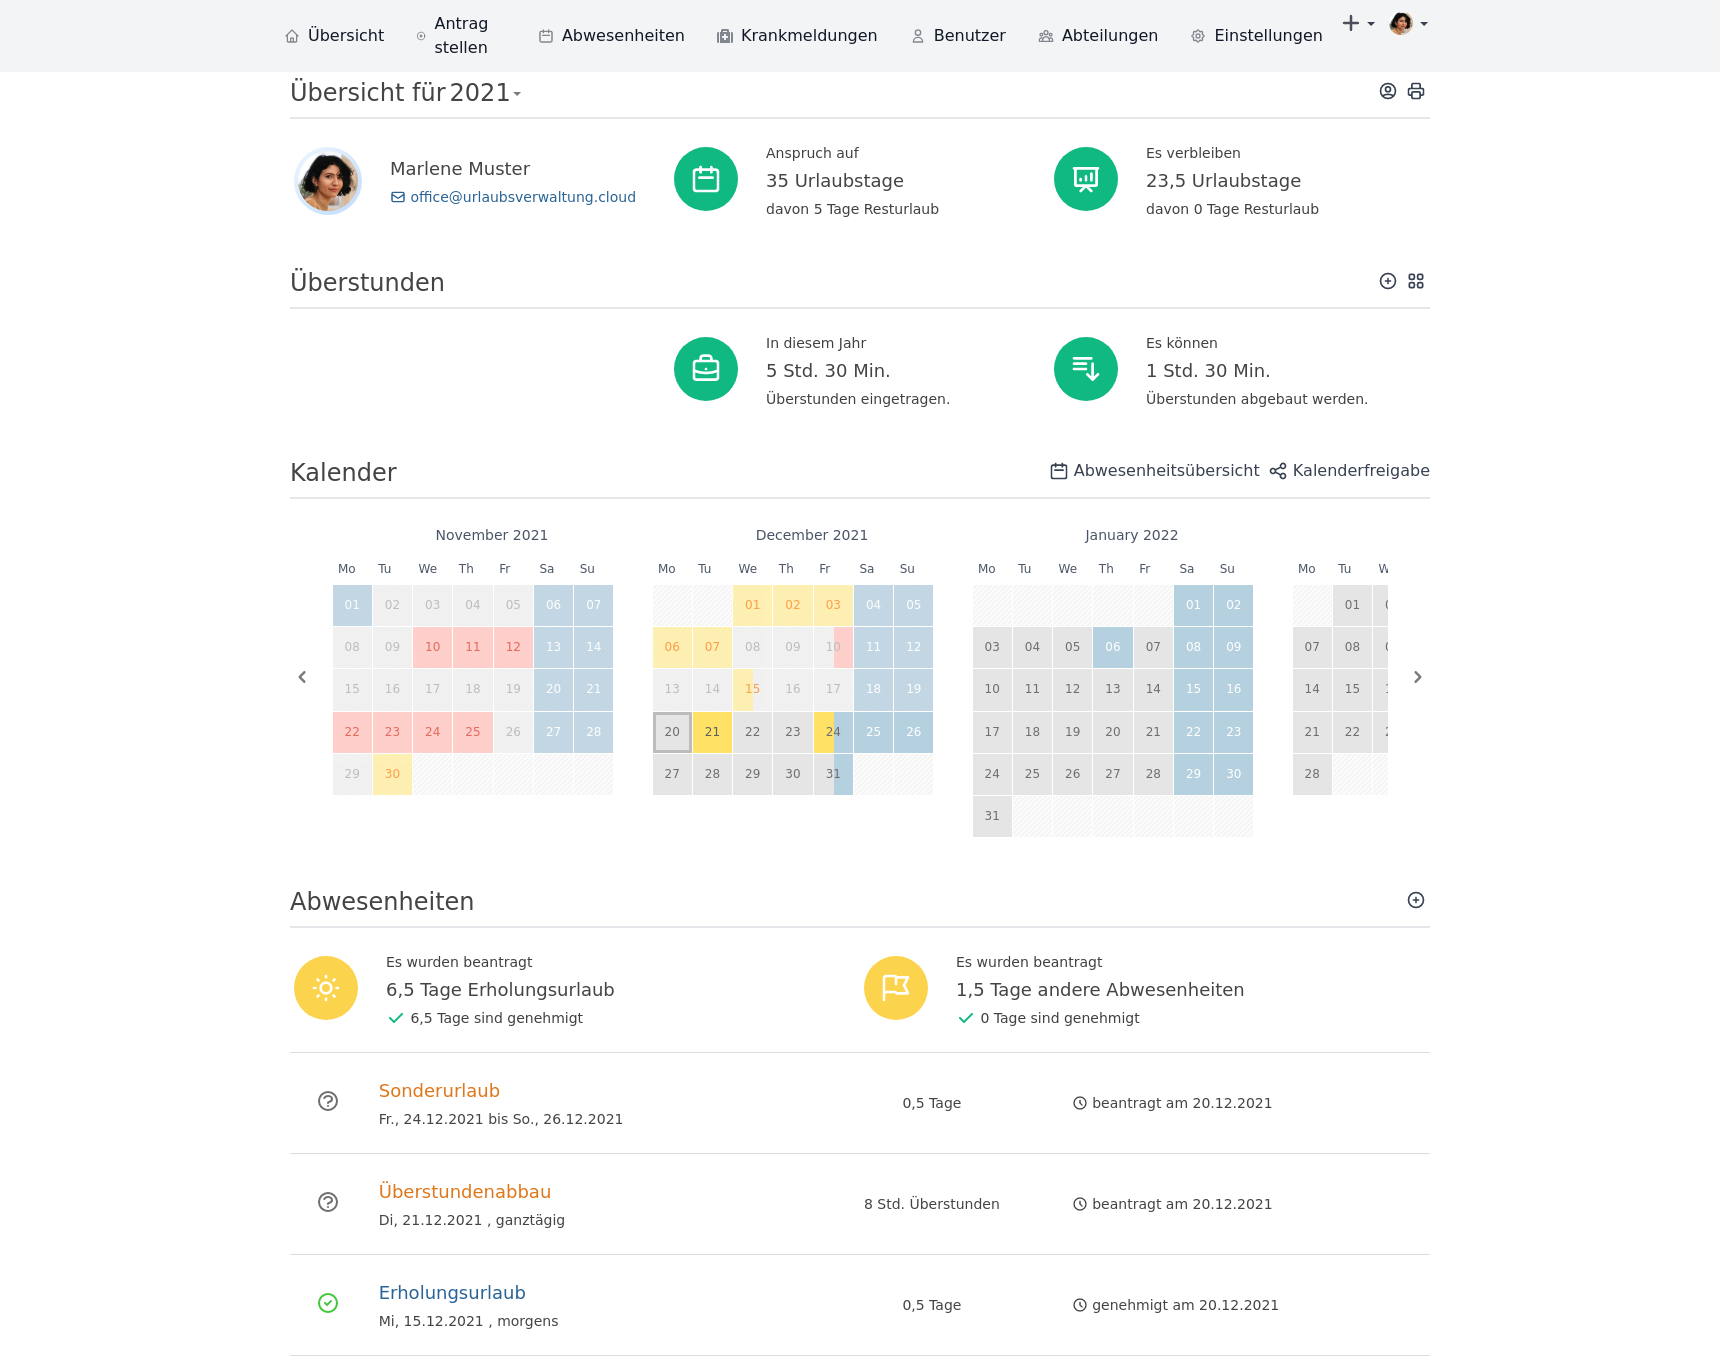 Übersicht
Antrag
stellen
Abwesenheiten
Krankmeldungen
Benutzer
Abteilungen
Einstellungen
Übersicht für 2021
Marlene Muster
office@urlaubsverwaltung.cloud
Anspruch auf
35 Urlaubstage
davon 5 Tage Resturlaub
Es verbleiben
23,5 Urlaubstage
davon 0 Tage Resturlaub
Überstunden
In diesem Jahr
5 Std. 30 Min.
Überstunden eingetragen.
Es können
1 Std. 30 Min.
Überstunden abgebaut werden.
Kalender
Abwesenheitsübersicht
Kalenderfreigabe
November 2021
Mo Tu We Th Fr Sa Su
01 02 03 04 05 06 07
08 09 10 11 12 13 14
15 16 17 18 19 20 21
22 23 24 25 26 27 28
29 30
December 2021
Mo Tu We Th Fr Sa Su
01 02 03 04 05
06 07 08 09 10 11 12
13 14 15 16 17 18 19
20 21 22 23 24 25 26
27 28 29 30 31
January 2022
Mo Tu We Th Fr Sa Su
01 02
03 04 05 06 07 08 09
10 11 12 13 14 15 16
17 18 19 20 21 22 23
24 25 26 27 28 29 30
31
Mo Tu
01
07 08
14 15
21 22
28
Abwesenheiten
Es wurden beantragt
6,5 Tage Erholungsurlaub
6,5 Tage sind genehmigt
Es wurden beantragt
1,5 Tage andere Abwesenheiten
0 Tage sind genehmigt
Sonderurlaub
Fr., 24.12.2021 bis So., 26.12.2021
0,5 Tage
beantragt am 20.12.2021
Überstundenabbau
Di, 21.12.2021 , ganztägig
8 Std. Überstunden
beantragt am 20.12.2021
Erholungsurlaub
Mi, 15.12.2021 , morgens
0,5 Tage
genehmigt am 20.12.2021